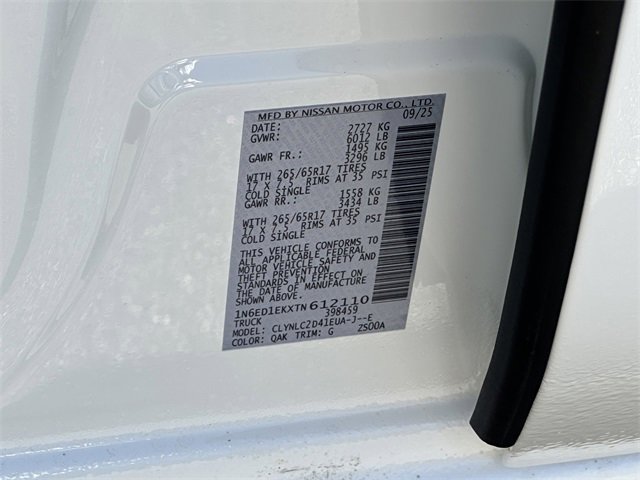 MFD BY NISSAN MOTOR CO., LTD.
DATE: 09/25
GVWR: 2727 KG
6012 LB
GAWR FR.: 1495 KG
3296 LB
WITH 265/65R17 TIRES
17 X 7.5 RIMS AT 35 PSI
COLD SINGLE
GAWR RR.: 1558 KG
3434 LB
WITH 265/65R17 TIRES
17 X 7.5 RIMS AT 35 PSI
COLD SINGLE
THIS VEHICLE CONFORMS TO
ALL APPLICABLE FEDERAL
MOTOR VEHICLE SAFETY AND
THEFT PREVENTION
STANDARDS IN EFFECT ON
THE DATE OF MANUFACTURE
SHOWN ABOVE.
1N6ED1EKXTN612110
TRUCK 398459
MODEL: CLYNLC2D41EUA-J--E
COLOR: QAK TRIM: G ZS00A